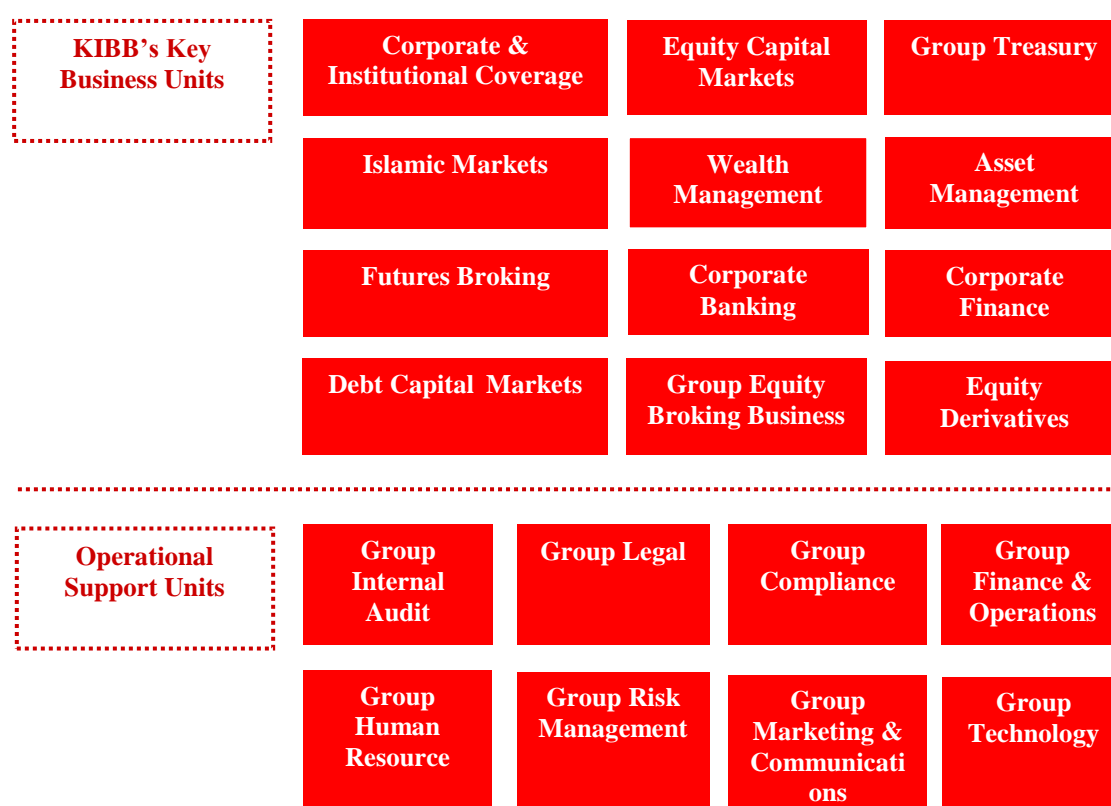 KIBB’s Key
Business Units
Corporate &
Institutional Coverage
Equity Capital
Markets
Group Treasury
Islamic Markets
Wealth
Management
Asset
Management
Futures Broking
Corporate
Banking
Corporate
Finance
Debt Capital  Markets
Group Equity
Broking Business
Equity
Derivatives
Operational
Support Units
Group
Internal
Audit
Group Legal
Group
Compliance
Group
Finance &
Operations
Group
Human
Resource
Group Risk
Management
Group
Marketing &
Communicati
ons
Group
Technology